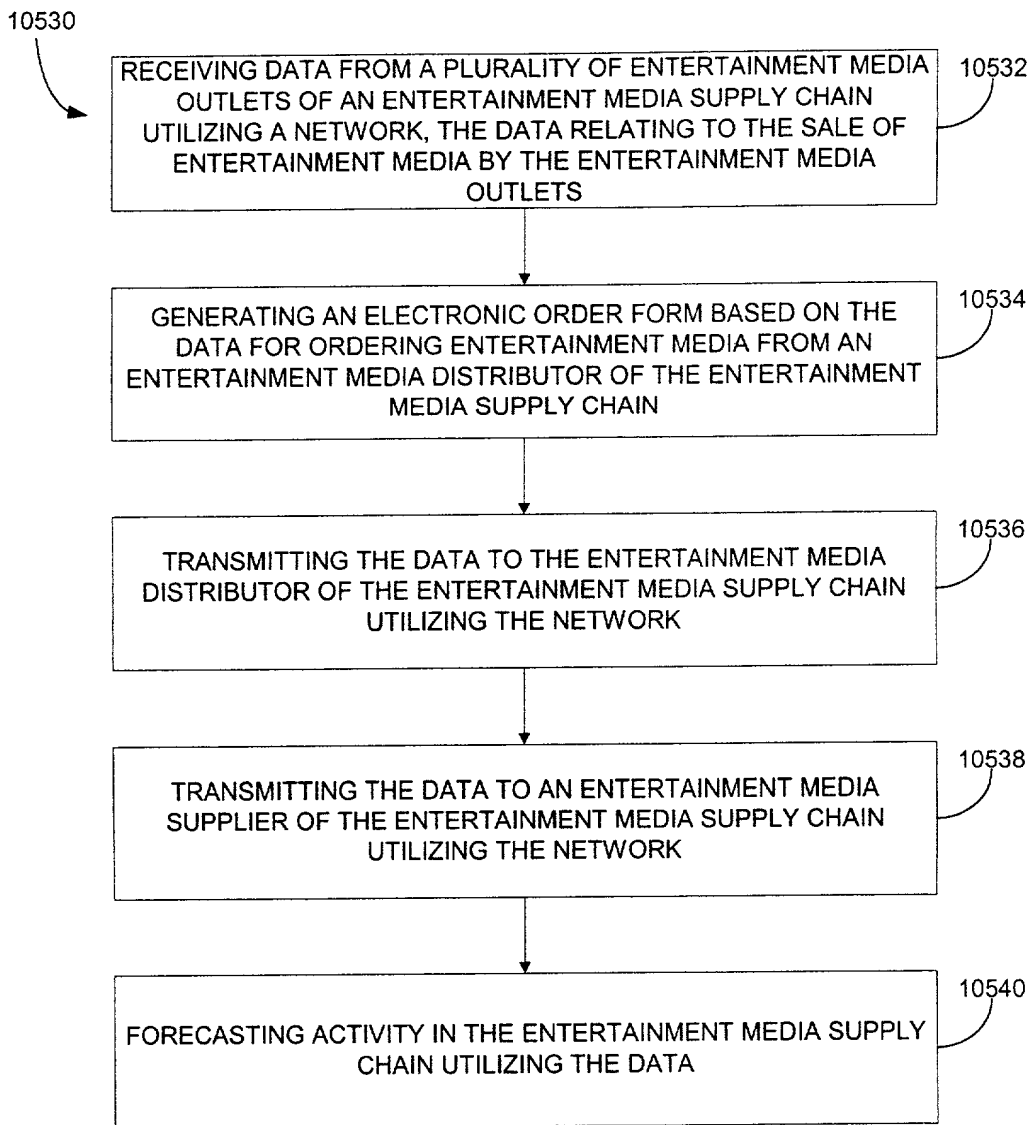 10530
RECEIVING DATA FROM A PLURALITY OF ENTERTAINMENT MEDIA
OUTLETS OF AN ENTERTAINMENT MEDIA SUPPLY CHAIN
UTILIZING A NETWORK, THE DATA RELATING TO THE SALE OF
ENTERTAINMENT MEDIA BY THE ENTERTAINMENT MEDIA
OUTLETS
10532
GENERATING AN ELECTRONIC ORDER FORM BASED ON THE
DATA FOR ORDERING ENTERTAINMENT MEDIA FROM AN
ENTERTAINMENT MEDIA DISTRIBUTOR OF THE ENTERTAINMENT
MEDIA SUPPLY CHAIN
10534
TRANSMITTING THE DATA TO THE ENTERTAINMENT MEDIA
DISTRIBUTOR OF THE ENTERTAINMENT MEDIA SUPPLY CHAIN
UTILIZING THE NETWORK
10536
TRANSMITTING THE DATA TO AN ENTERTAINMENT MEDIA
SUPPLIER OF THE ENTERTAINMENT MEDIA SUPPLY CHAIN
UTILIZING THE NETWORK
10538
FORECASTING ACTIVITY IN THE ENTERTAINMENT MEDIA SUPPLY
CHAIN UTILIZING THE DATA
10540